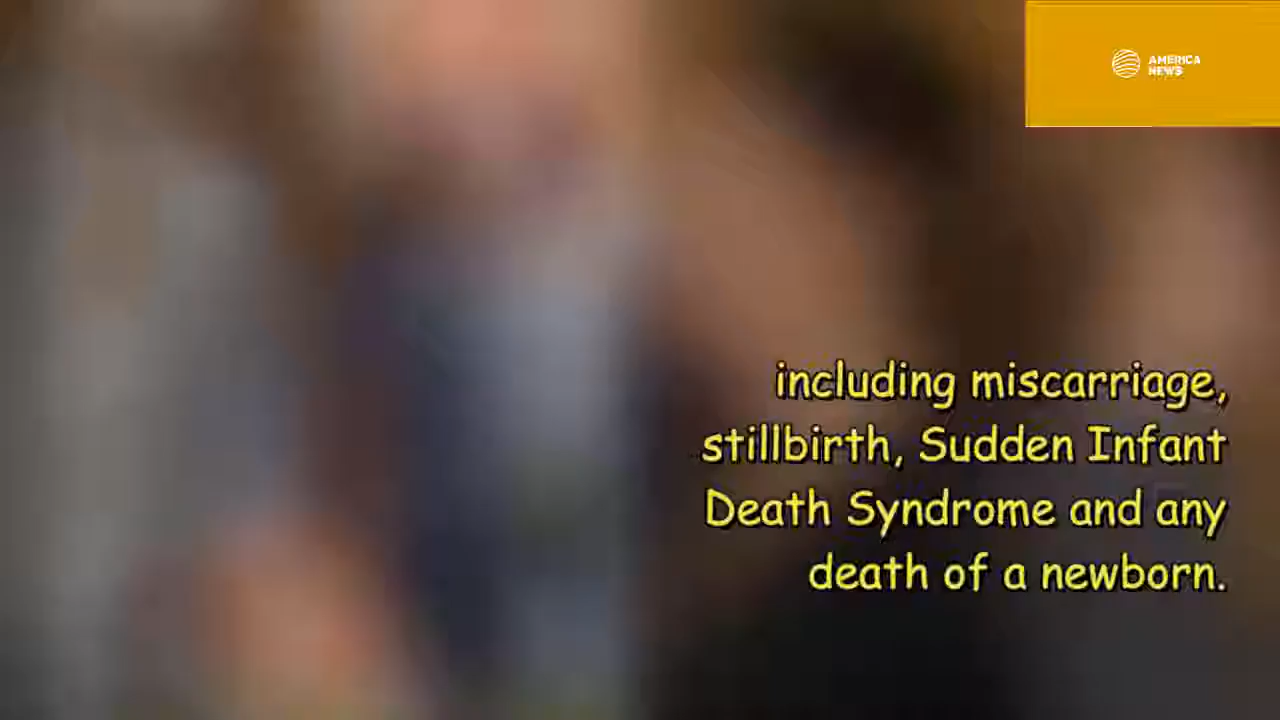 AMERICA
NEWS
including miscarriage,
stillbirth, Sudden Infant
Death Syndrome and any
death of a newborn.